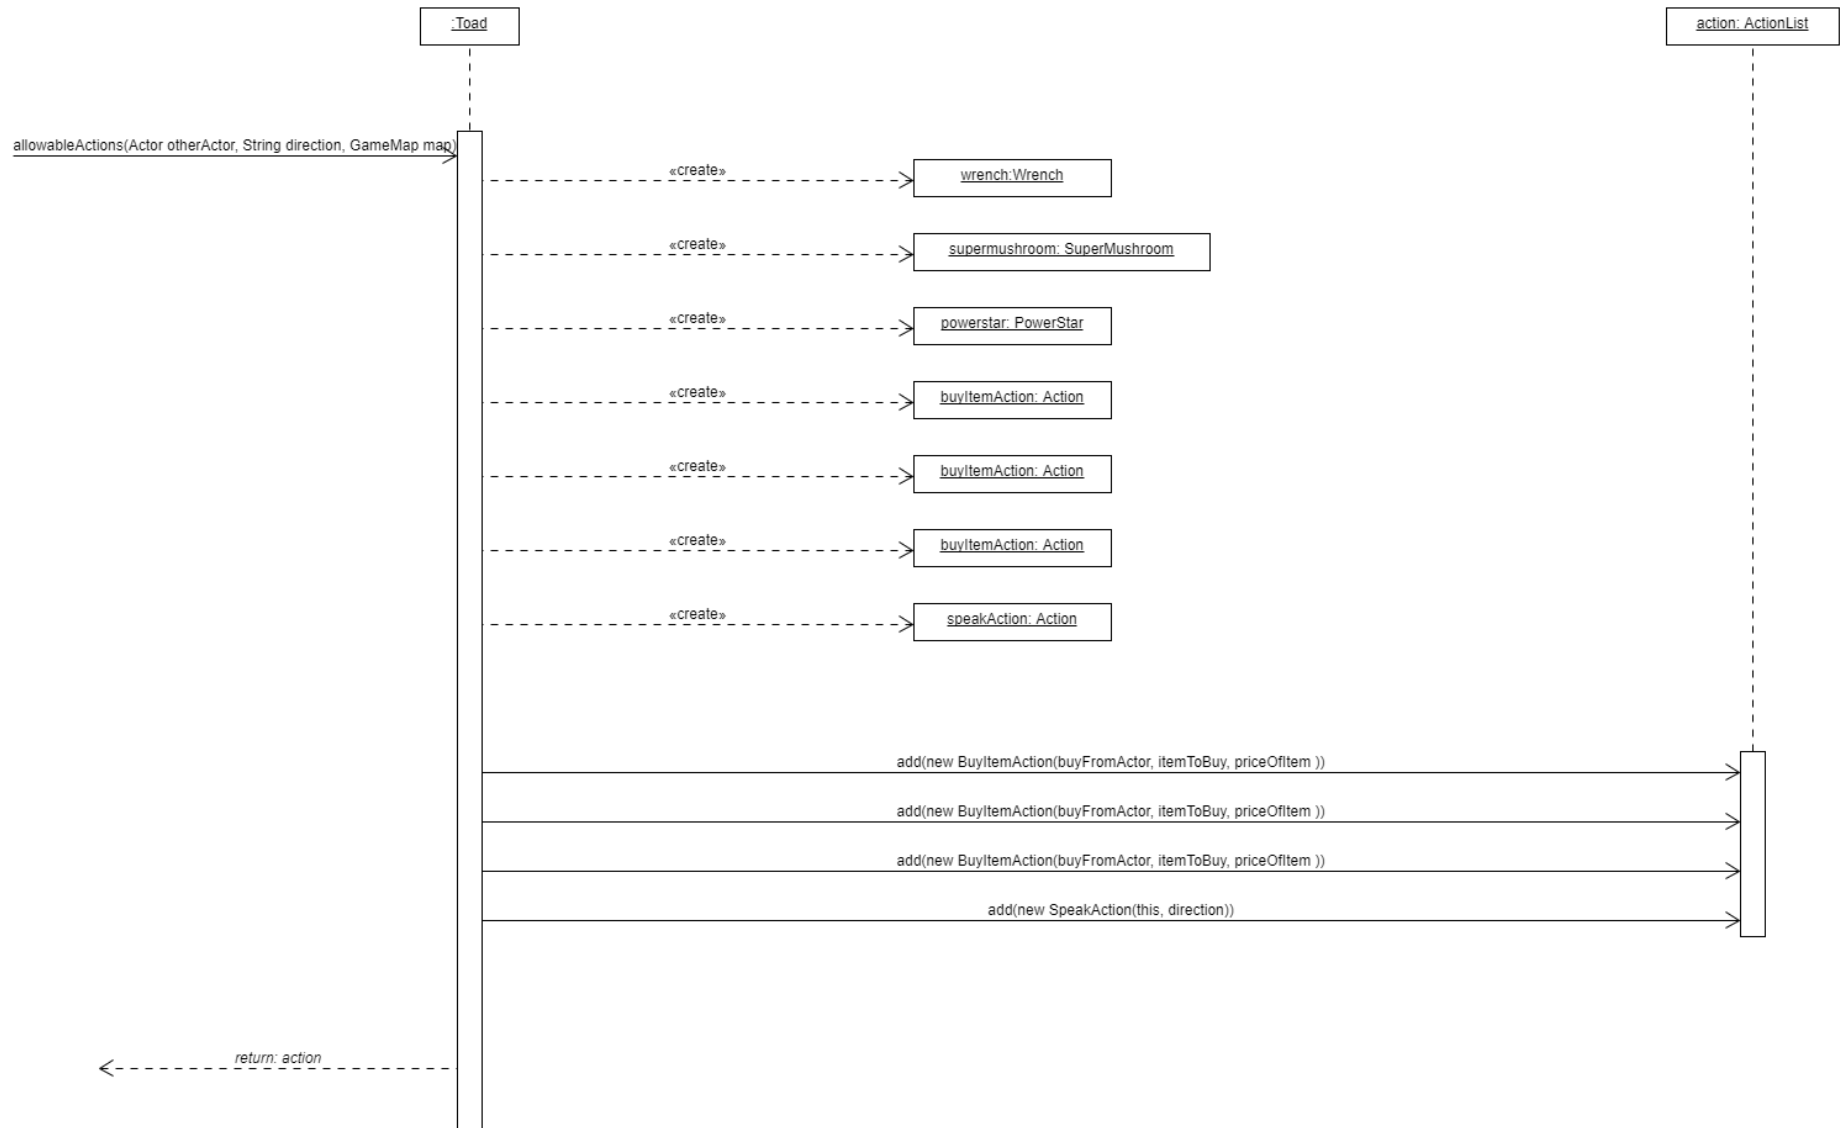 :Toad
action: ActionList
allowableActions(Actor otherActor, String direction, GameMap map)
«create»
wrench:Wrench
«create»
supermushroom: SuperMushroom
«create»
powerstar: PowerStar
«create»
buyItemAction: Action
«create»
buyItemAction: Action
«create»
buyItemAction: Action
«create»
speakAction: Action
add(new BuyItemAction(buyFromActor, itemToBuy, priceOfItem ))
add(new BuyItemAction(buyFromActor, itemToBuy, priceOfItem ))
add(new BuyItemAction(buyFromActor, itemToBuy, priceOfItem ))
add(new SpeakAction(this, direction))
return: action